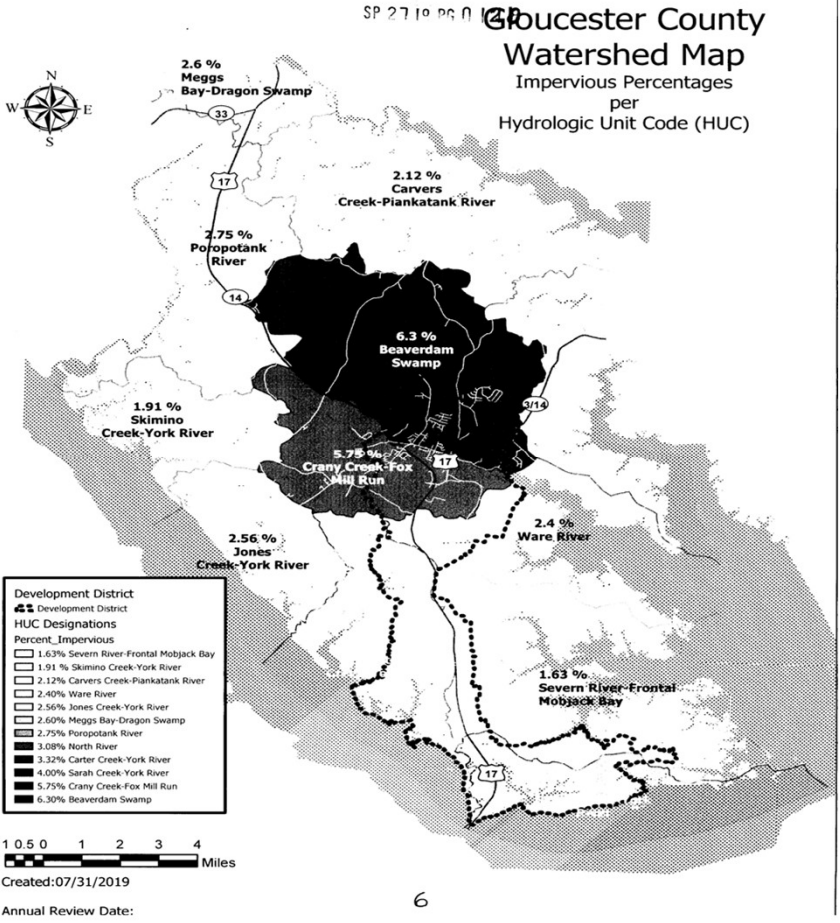 SP 27 19 PG 0 120
Gloucester County
Watershed Map
Impervious Percentages
per
Hydrologic Unit Code (HUC)
N
W
E
S
2.6 %
Meggs
Bay-Dragon Swamp
33
17
2.12 %
Carvers
Creek-Piankatank River
2.75 %
Poropotank
River
14
6.3 %
Beaverdam
Swamp
3/14
1.91 %
Skimino
Creek-York River
5.75 %
Crany Creek-Fox
Mill Run
17
2.4 %
Ware River
2.56 %
Jones
Creek-York River
1.63 %
Severn River-Frontal
Mobjack Bay
17
Development District
Development District
HUC Designations
Percent_Impervious
1.63% Severn River-Frontal Mobjack Bay
1.91 % Skimino Creek-York River
2.12% Carvers Creek-Piankatank River
2.40% Ware River
2.56% Jones Creek-York River
2.60% Meggs Bay-Dragon Swamp
2.75% Poropotank River
3.08% North River
3.32% Carter Creek-York River
4.00% Sarah Creek-York River
5.75% Crany Creek-Fox Mill Run
6.30% Beaverdam Swamp
1 0.5 0 1 2 3 4
Miles
Created:07/31/2019
Annual Review Date:
6